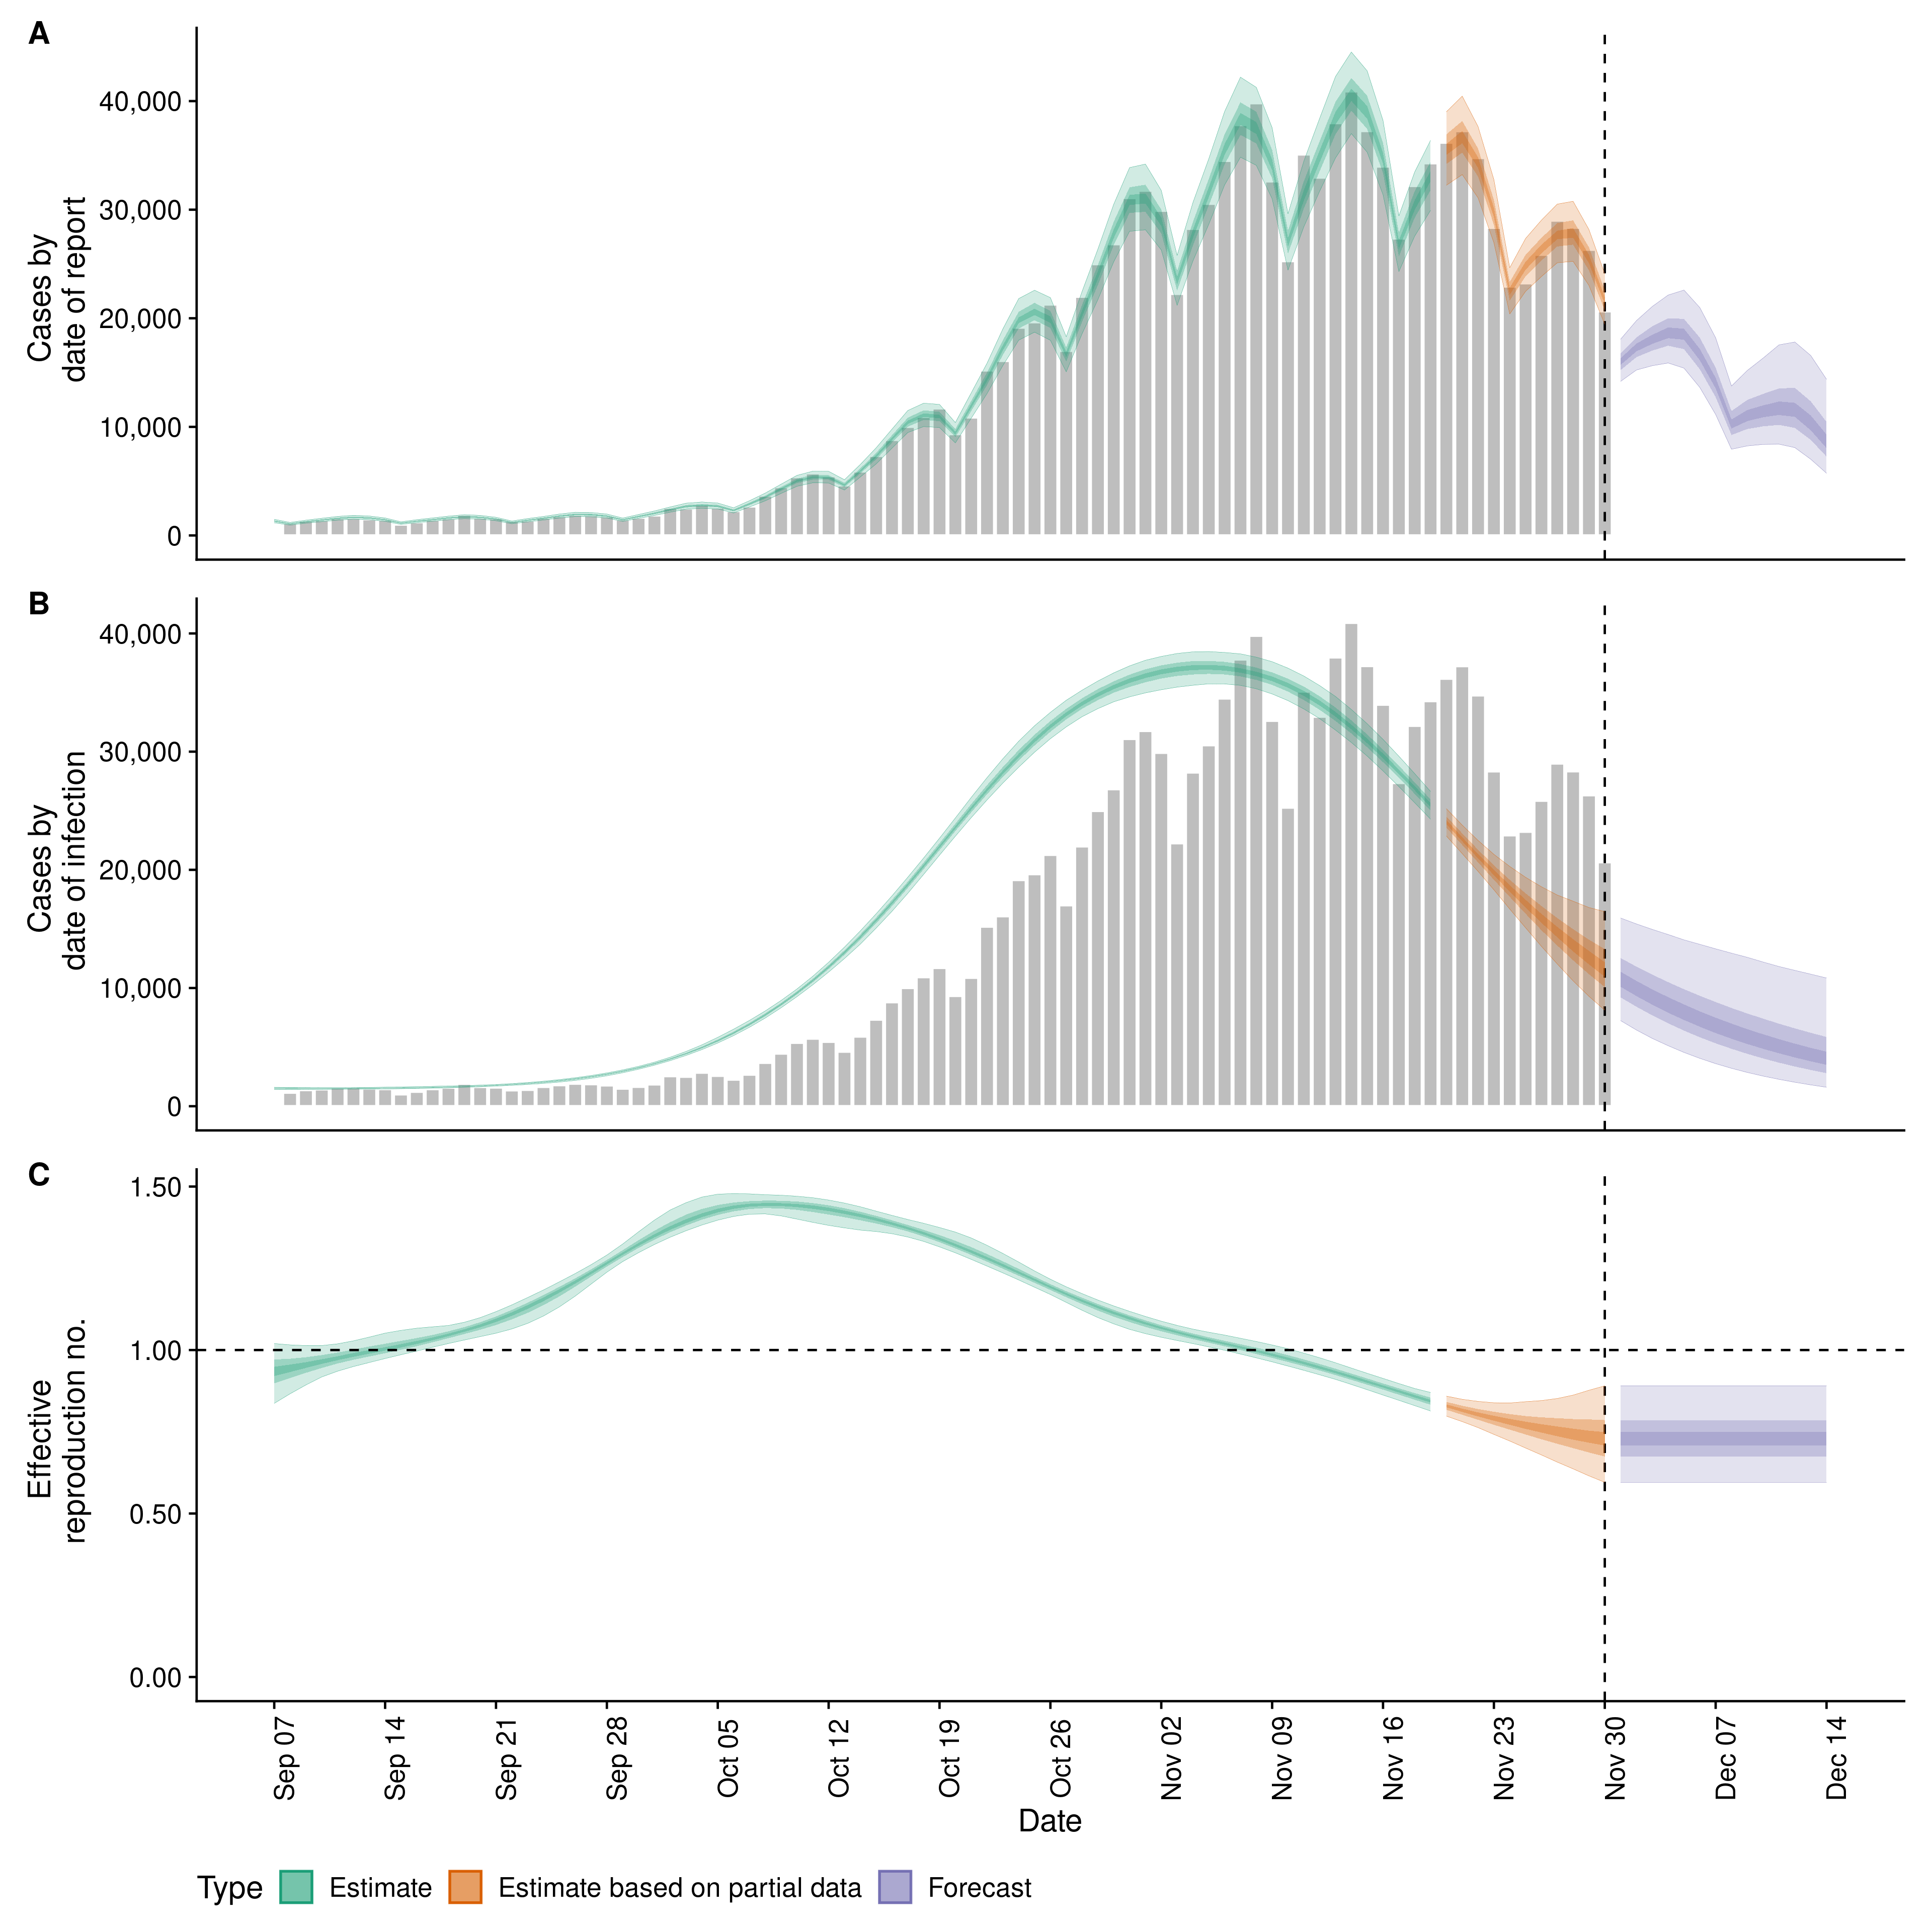 A
Cases by
date of report
40,000
30,000
20,000
10,000
0
B
Cases by
date of infection
40,000
30,000
20,000
10,000
0
C
Effective
reproduction no.
1.50
1.00
0.50
0.00
Sep 07
Sep 14
Sep 21
Sep 28
Oct 05
Oct 12
Oct 19
Oct 26
Nov 02
Nov 09
Nov 16
Nov 23
Nov 30
Dec 07
Dec 14
Date
Type Estimate Estimate based on partial data Forecast